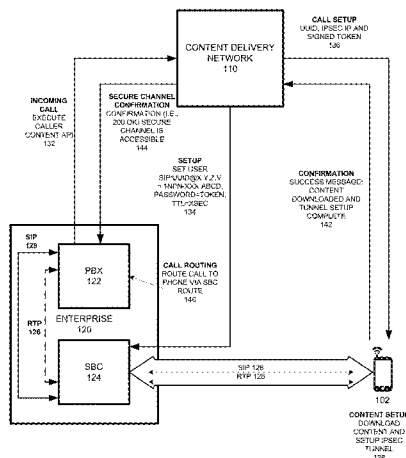 CONTENT DELIVERY
NETWORK
110
CALL SETUP
UUID, IPSEC IP AND
SIGNED TOKEN
INCOMING
CALL
EXECUTE
CALLER
CONTENT API
132
SECURE CHANNEL
CONFIRMATION
CONFIRMATION (I.E.,
200 OK) SECURE
CHANNEL IS
ACCESSIBLE
144
SETUP
SET USER
PASSWORD=TOKEN,
134
CONFIRMATION
SUCCESS MESSAGE:
CONTENT
DOWNLOADED AND
TUNNEL SETUP
COMPLETE
142
SIP
128
PBX
122
CALL ROUTING
ROUTE CALL TO
PHONE VIA SBC
ROUTE
ENTERPRISE
120
RTP
126
SBC
124
SIP 128
RTP 126
102
CONTENT SETUP
DOWNLOAD
CONTENT AND
SETUP IPSEC
TUNNEL